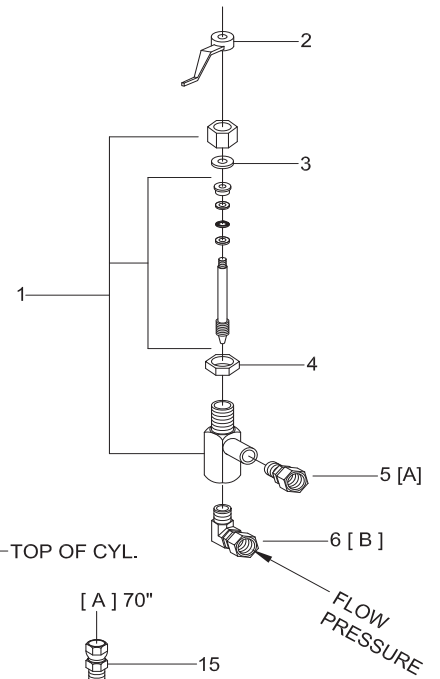 2
3
1
4
5 [A]
6 [ B ]
TOP OF CYL.
FLOW
PRESSURE
[ A ] 70"
15